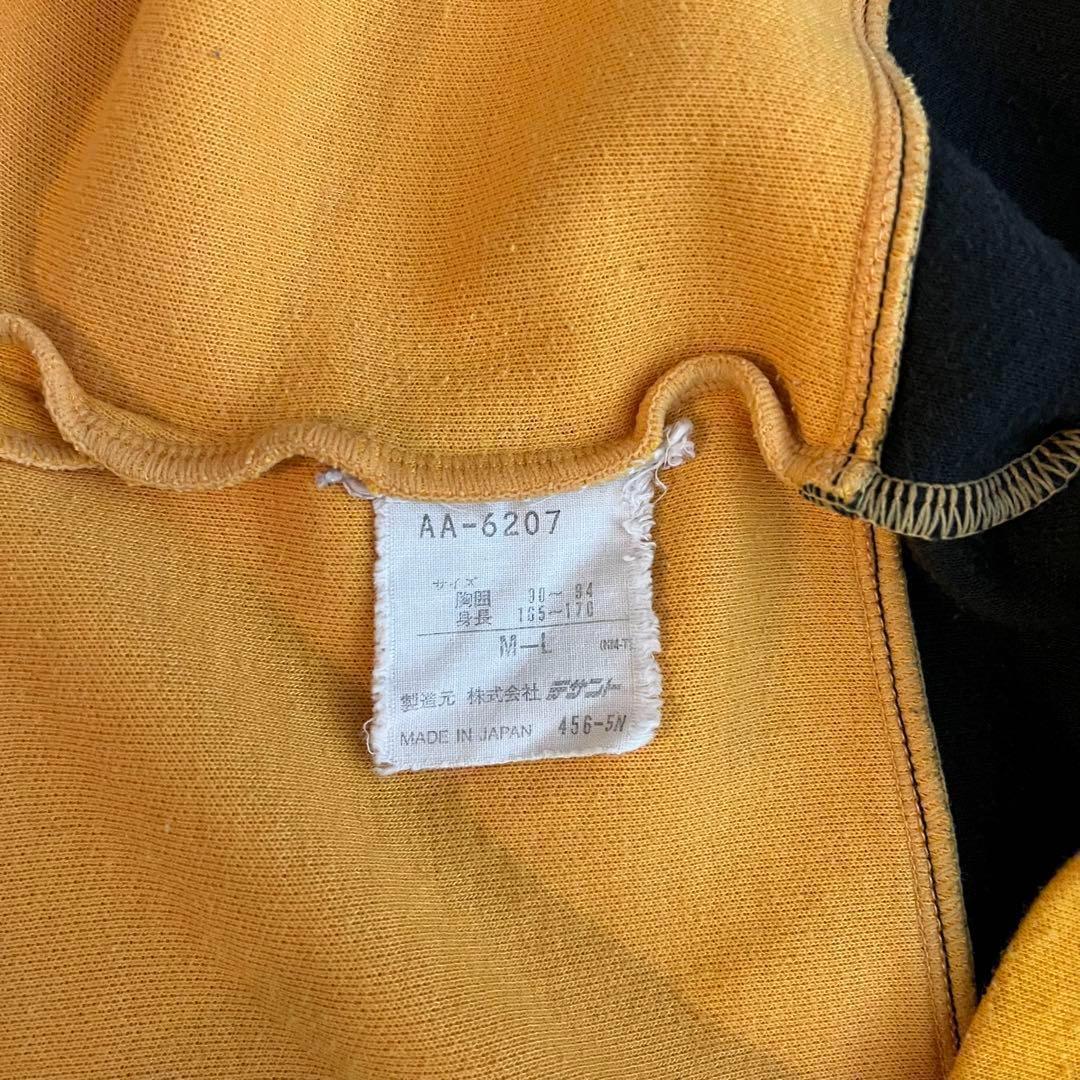 AA-6207
サイズ
胸囲 90〜94
身長 165〜170
M-L (NM-T)
製造元 株式会社 デサント
MADE IN JAPAN 456-5N